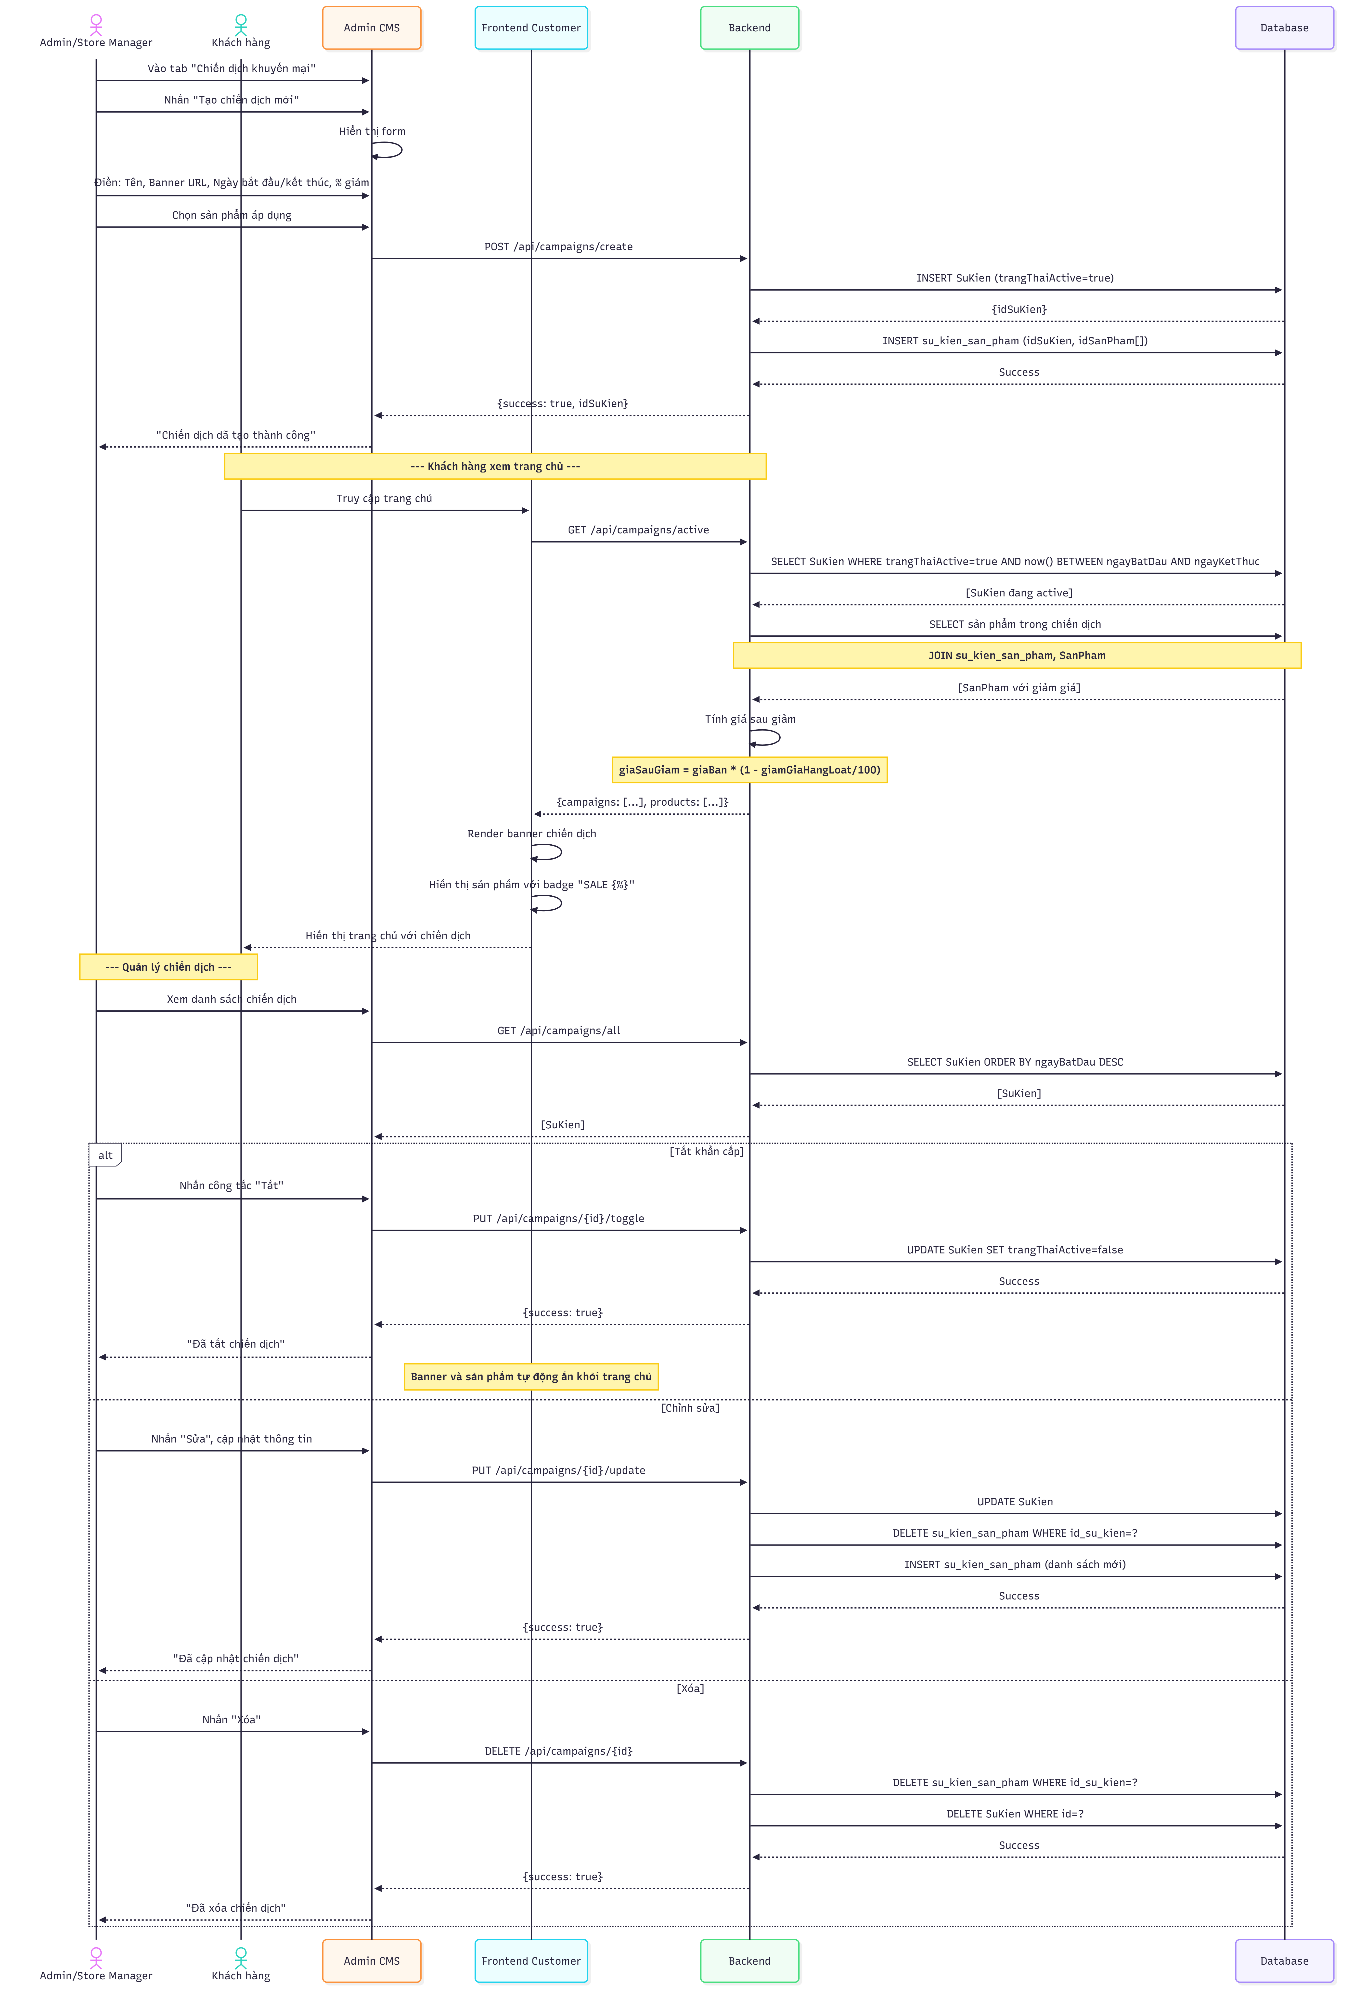 Admin/Store Manager
Khách hàng
Admin CMS
Frontend Customer
Backend
Database
Vào tab "Chiến dịch khuyến mại"
Nhấn "Tạo chiến dịch mới"
Hiển thị form
Điền: Tên, Banner URL, Ngày bắt đầu/kết thúc, % giảm
Chọn sản phẩm áp dụng
POST /api/campaigns/create
INSERT SuKien (trangThaiActive=true)
{idSuKien}
INSERT su_kien_san_pham (idSuKien, idSanPham[])
Success
{success: true, idSuKien}
"Chiến dịch đã tạo thành công"
--- Khách hàng xem trang chủ ---
Truy cập trang chủ
GET /api/campaigns/active
SELECT SuKien WHERE trangThaiActive=true AND now() BETWEEN ngayBatDau AND ngayKetThuc
[SuKien đang active]
SELECT sản phẩm trong chiến dịch
JOIN su_kien_san_pham, SanPham
[SanPham với giảm giá]
Tính giá sau giảm
giaSauGiam = giaBan * (1 - giamGiaHangLoat/100)
{campaigns: [...], products: [...]}
Render banner chiến dịch
Hiển thị sản phẩm với badge "SALE {%}"
Hiển thị trang chủ với chiến dịch
--- Quản lý chiến dịch ---
Xem danh sách chiến dịch
GET /api/campaigns/all
SELECT SuKien ORDER BY ngayBatDau DESC
[SuKien]
[SuKien]
alt
[Tắt khẩn cấp]
Nhấn công tắc "Tắt"
PUT /api/campaigns/{id}/toggle
UPDATE SuKien SET trangThaiActive=false
Success
{success: true}
"Đã tắt chiến dịch"
Banner và sản phẩm tự động ẩn khỏi trang chủ
[Chỉnh sửa]
Nhấn "Sửa", cập nhật thông tin
PUT /api/campaigns/{id}/update
UPDATE SuKien
DELETE su_kien_san_pham WHERE id_su_kien=?
INSERT su_kien_san_pham (danh sách mới)
Success
{success: true}
"Đã cập nhật chiến dịch"
[Xóa]
Nhấn "Xóa"
DELETE /api/campaigns/{id}
DELETE su_kien_san_pham WHERE id_su_kien=?
DELETE SuKien WHERE id=?
Success
{success: true}
"Đã xóa chiến dịch"
Admin/Store Manager
Khách hàng
Admin CMS
Frontend Customer
Backend
Database